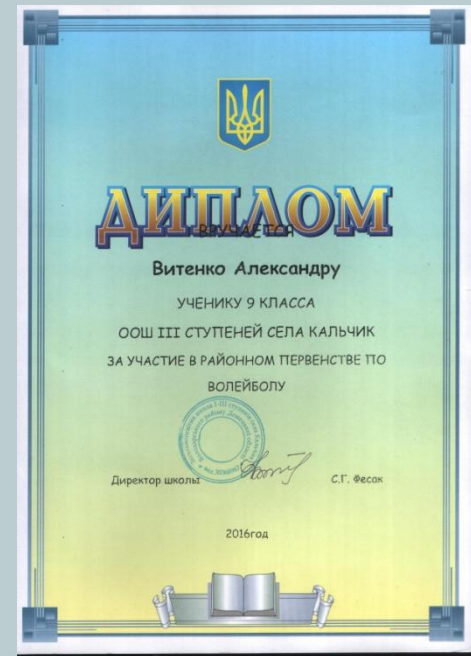 ДИПЛОМ
ВРУЧАЕТСЯ
Витенко Александру
УЧЕНИКУ 9 КЛАССА
ООШ III СТУПЕНЕЙ СЕЛА КАЛЬЧИК
ЗА УЧАСТИЕ В РАЙОННОМ ПЕРВЕНСТВЕ ПО
ВОЛЕЙБОЛУ
Директор школы С.Г. Фесак
2016год